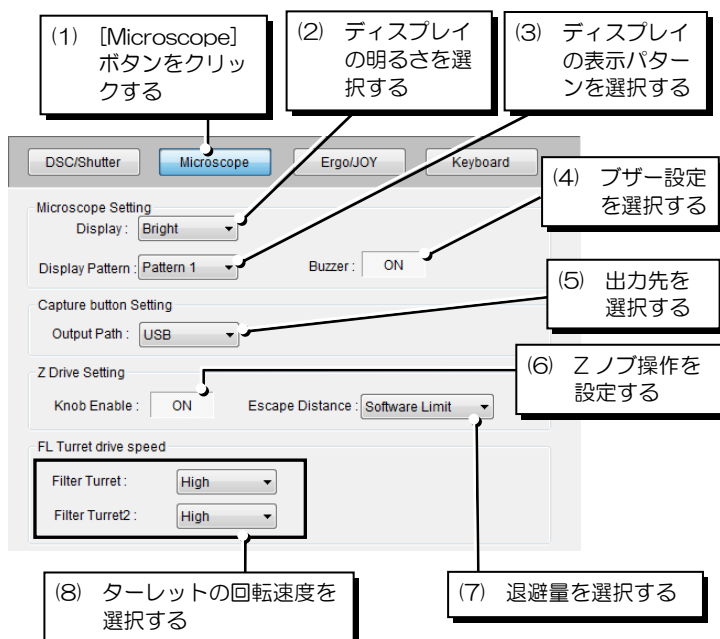 (1) [Microscope]
ボタンをクリッ
クする
(2) ディスプレイ
の明るさを選
択する
(3) ディスプレイ
の表示パター
ンを選択する
DSC/Shutter Microscope Ergo/JOY Keyboard
(4) ブザー設定
を選択する
Microscope Setting
Display : Bright
Display Pattern : Pattern 1 Buzzer : ON
(5) 出力先を
選択する
Capture button Setting
Output Path : USB
(6) Z ノブ操作を
設定する
Z Drive Setting
Knob Enable : ON Escape Distance : Software Limit
FL Turret drive speed
Filter Turret : High
Filter Turret2 : High
(8) ターレットの回転速度を
選択する
(7) 退避量を選択する